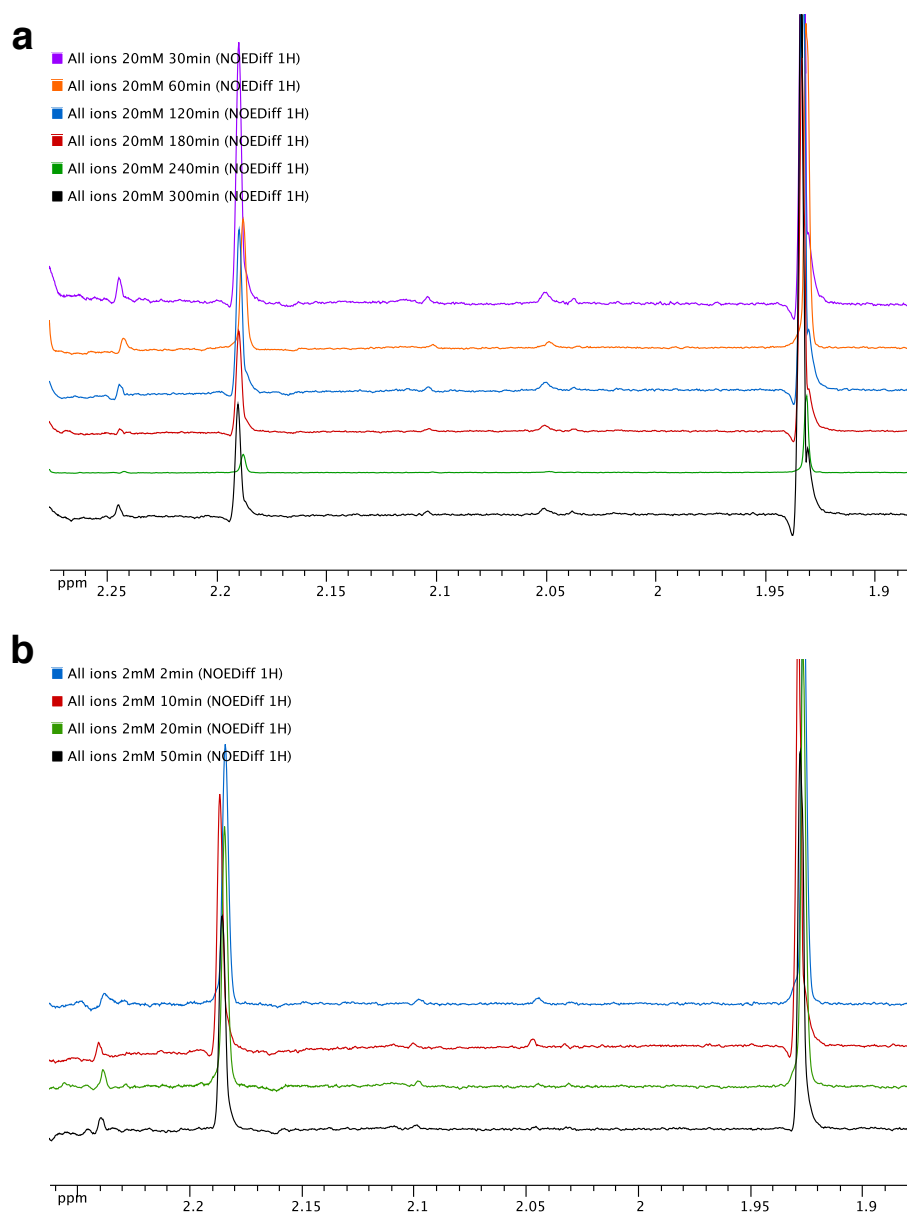 a
All ions 20mM 30min (NOEDiff 1H)
All ions 20mM 60min (NOEDiff 1H)
All ions 20mM 120min (NOEDiff 1H)
All ions 20mM 180min (NOEDiff 1H)
All ions 20mM 240min (NOEDiff 1H)
All ions 20mM 300min (NOEDiff 1H)
ppm 2.25 2.2 2.15 2.1 2.05 2 1.95 1.9
b
All ions 2mM 2min (NOEDiff 1H)
All ions 2mM 10min (NOEDiff 1H)
All ions 2mM 20min (NOEDiff 1H)
All ions 2mM 50min (NOEDiff 1H)
ppm 2.2 2.15 2.1 2.05 2 1.95 1.9